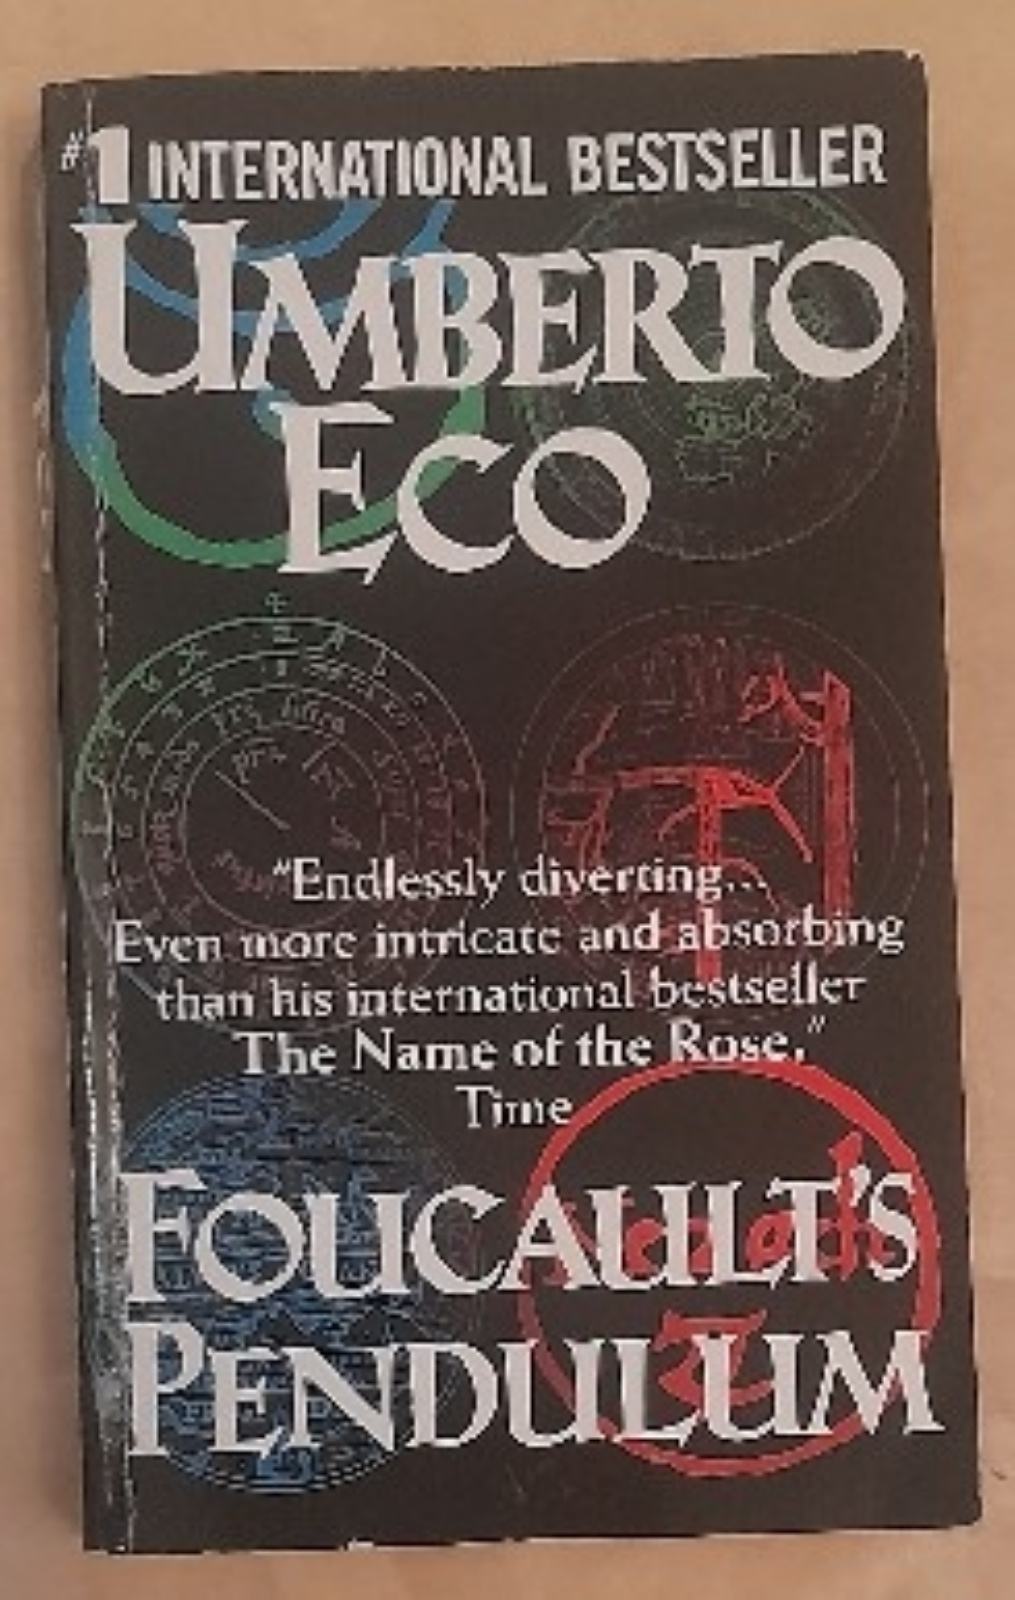 #1 INTERNATIONAL BESTSELLER
UMBERTO
ECO
"Endlessly diverting...
Even more intricate and absorbing
than his international bestseller
The Name of the Rose."
Time
FOUCAULT'S
PENDULUM